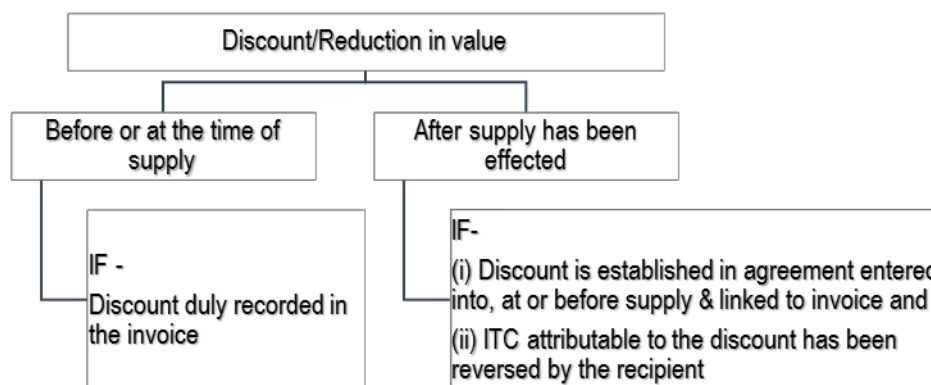 Discount/Reduction in value
Before or at the time of
supply
After supply has been
effected
IF -
Discount duly recorded in
the invoice
IF-
(i) Discount is established in agreement entered
into, at or before supply & linked to invoice and
(ii) ITC attributable to the discount has been
reversed by the recipient